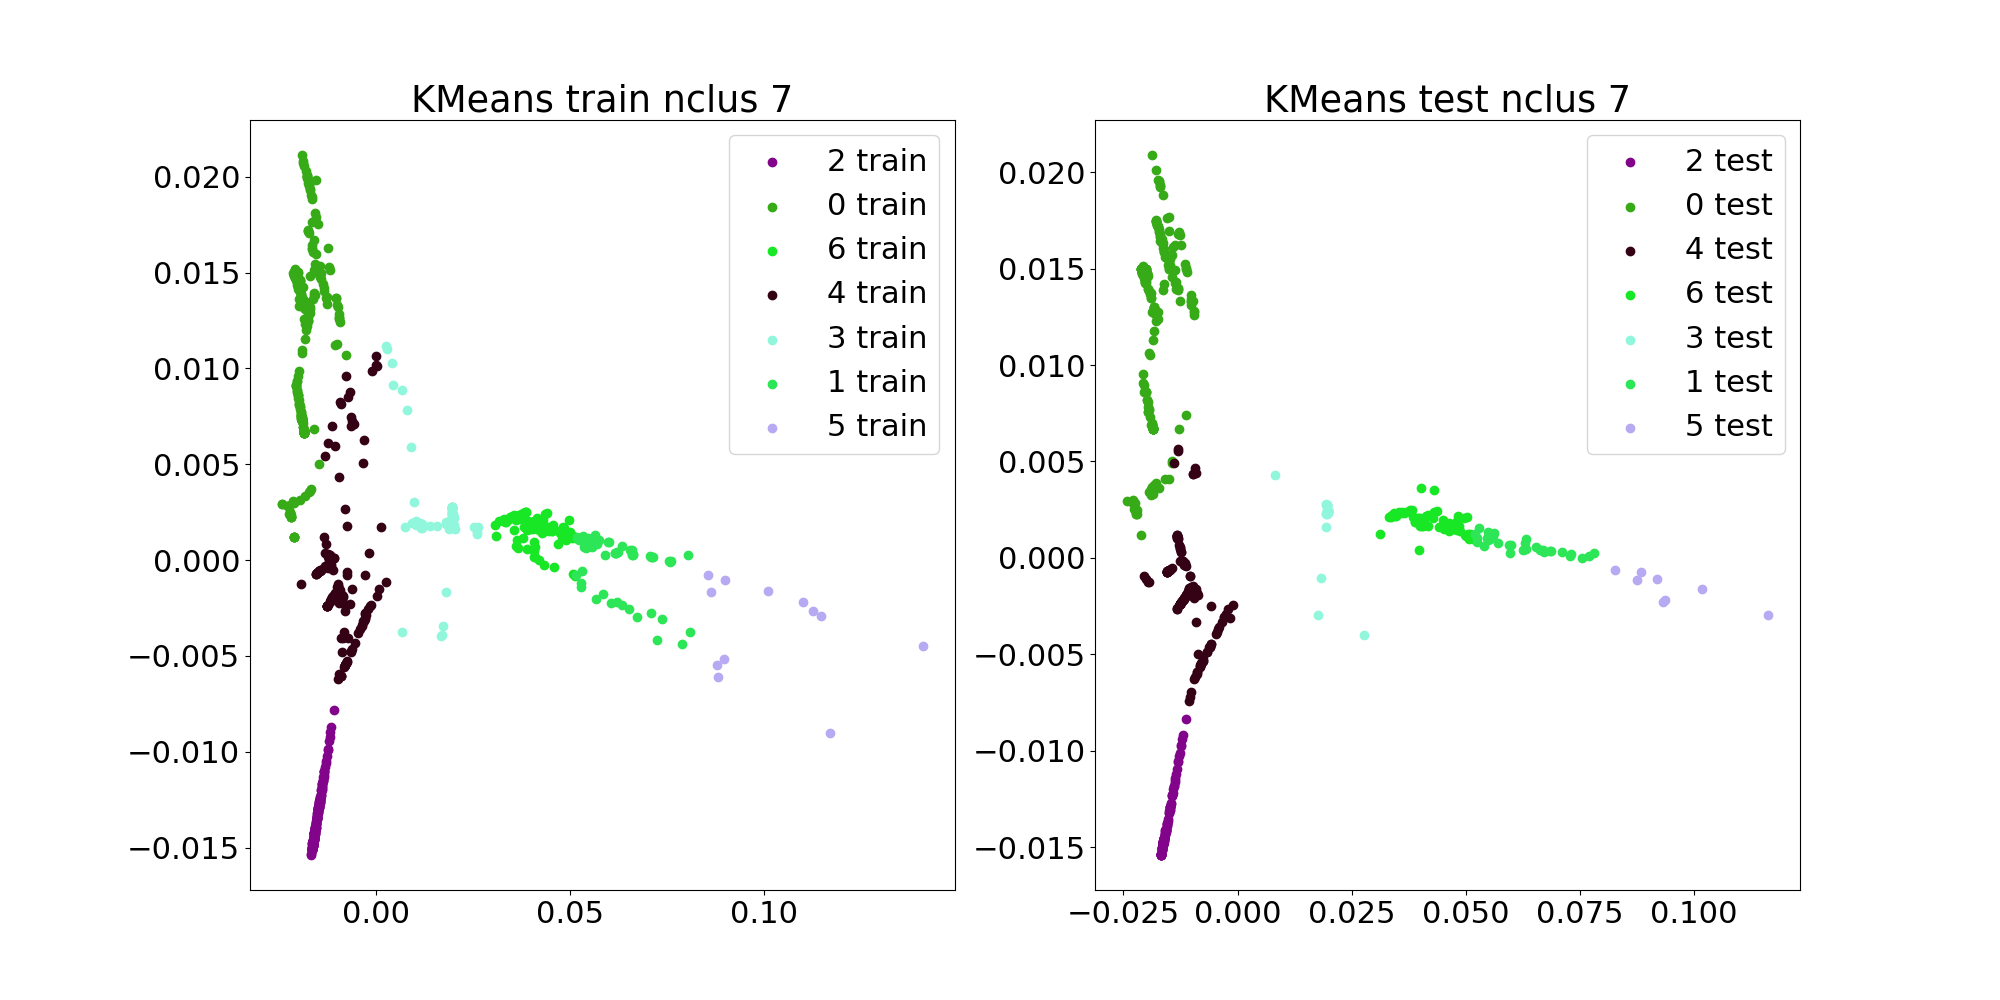 KMeans train nclus 7
2 train
0 train
6 train
4 train
3 train
1 train
5 train
0.020
0.015
0.010
0.005
0.000
−0.005
−0.010
−0.015
0.00 0.05 0.10
KMeans test nclus 7
2 test
0 test
4 test
6 test
3 test
1 test
5 test
0.020
0.015
0.010
0.005
0.000
−0.005
−0.010
−0.015
−0.025 0.000 0.025 0.050 0.075 0.100